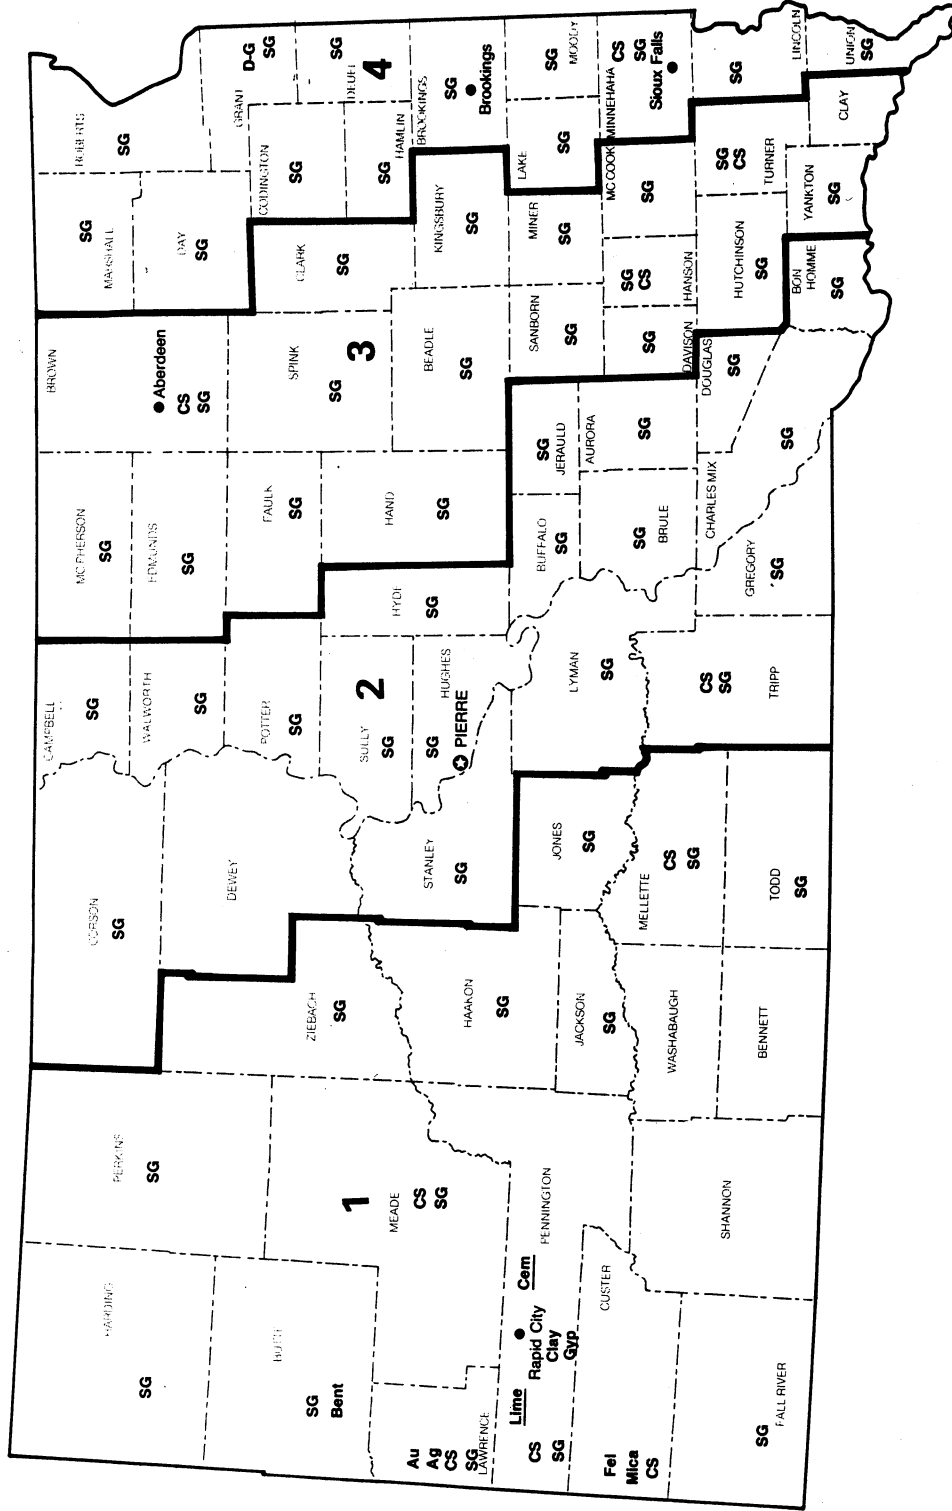 HARDING
SG
PERKINS
SG
CORSON
SG
CAMPBELL
SG
MC PHERSON
SG
BROWN
Aberdeen
CS
SG
MARSHALL
SG
ROBERTS
SG
BUTTE
SG
Bent
ZIEBACH
SG
DEWEY
WALWORTH
SG
EDMUNDS
SG
DAY
SG
GRANT
D-G
SG
1
MEADE
CS
SG
POTTER
SG
FAULK
SG
SPINK
SG
3
CLARK
SG
CODINGTON
SG
DEUEL
SG
4
HAMLIN
SG
Au
Ag
CS
SG
LAWRENCE
HAAKON
SG
STANLEY
SG
SULLY
SG
2
HUGHES
SG
PIERRE
HYDE
SG
HAND
SG
BEADLE
SG
KINGSBURY
SG
BROOKINGS
SG
Brookings
Lime
Rapid City
Cem
Clay
Gyp
CS
SG
PENNINGTON
JACKSON
SG
JONES
SG
LYMAN
SG
BUFFALO
SG
JERAULD
SG
SANBORN
SG
MINER
SG
LAKE
SG
MOODY
SG
Fel
Mica
CS
CUSTER
WASHABAUGH
MELLETTE
CS
SG
BRULE
SG
AURORA
SG
DAVISON
SG
HANSON
SG
CS
MC COOK
SG
MINNEHAHA
CS
SG
Sioux Falls
FALL RIVER
SG
SHANNON
BENNETT
TODD
SG
TRIPP
CS
SG
GREGORY
SG
CHARLES MIX
SG
DOUGLAS
SG
HUTCHINSON
SG
TURNER
SG
CS
LINCOLN
SG
BON
HOMME
SG
YANKTON
SG
CLAY
UNION
SG